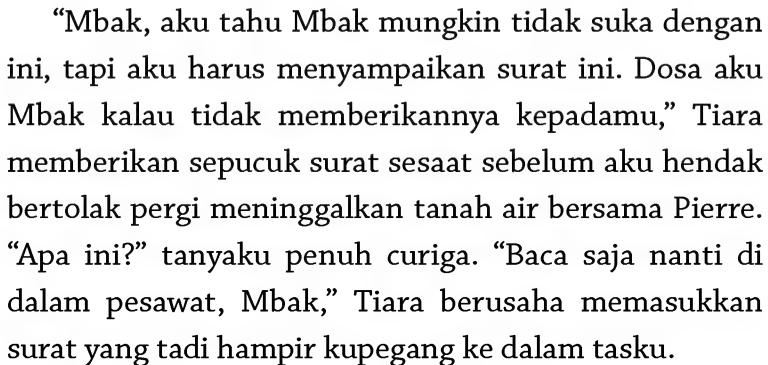 “Mbak, aku tahu Mbak mungkin tidak suka dengan
ini, tapi aku harus menyampaikan surat ini. Dosa aku
Mbak kalau tidak memberikannya kepadamu,” Tiara
memberikan sepucuk surat sesaat sebelum aku hendak
bertolak pergi meninggalkan tanah air bersama Pierre.
“Apa ini?” tanyaku penuh curiga. “Baca saja nanti di
dalam pesawat, Mbak,” Tiara berusaha memasukkan
surat yang tadi hampir kupegang ke dalam tasku.